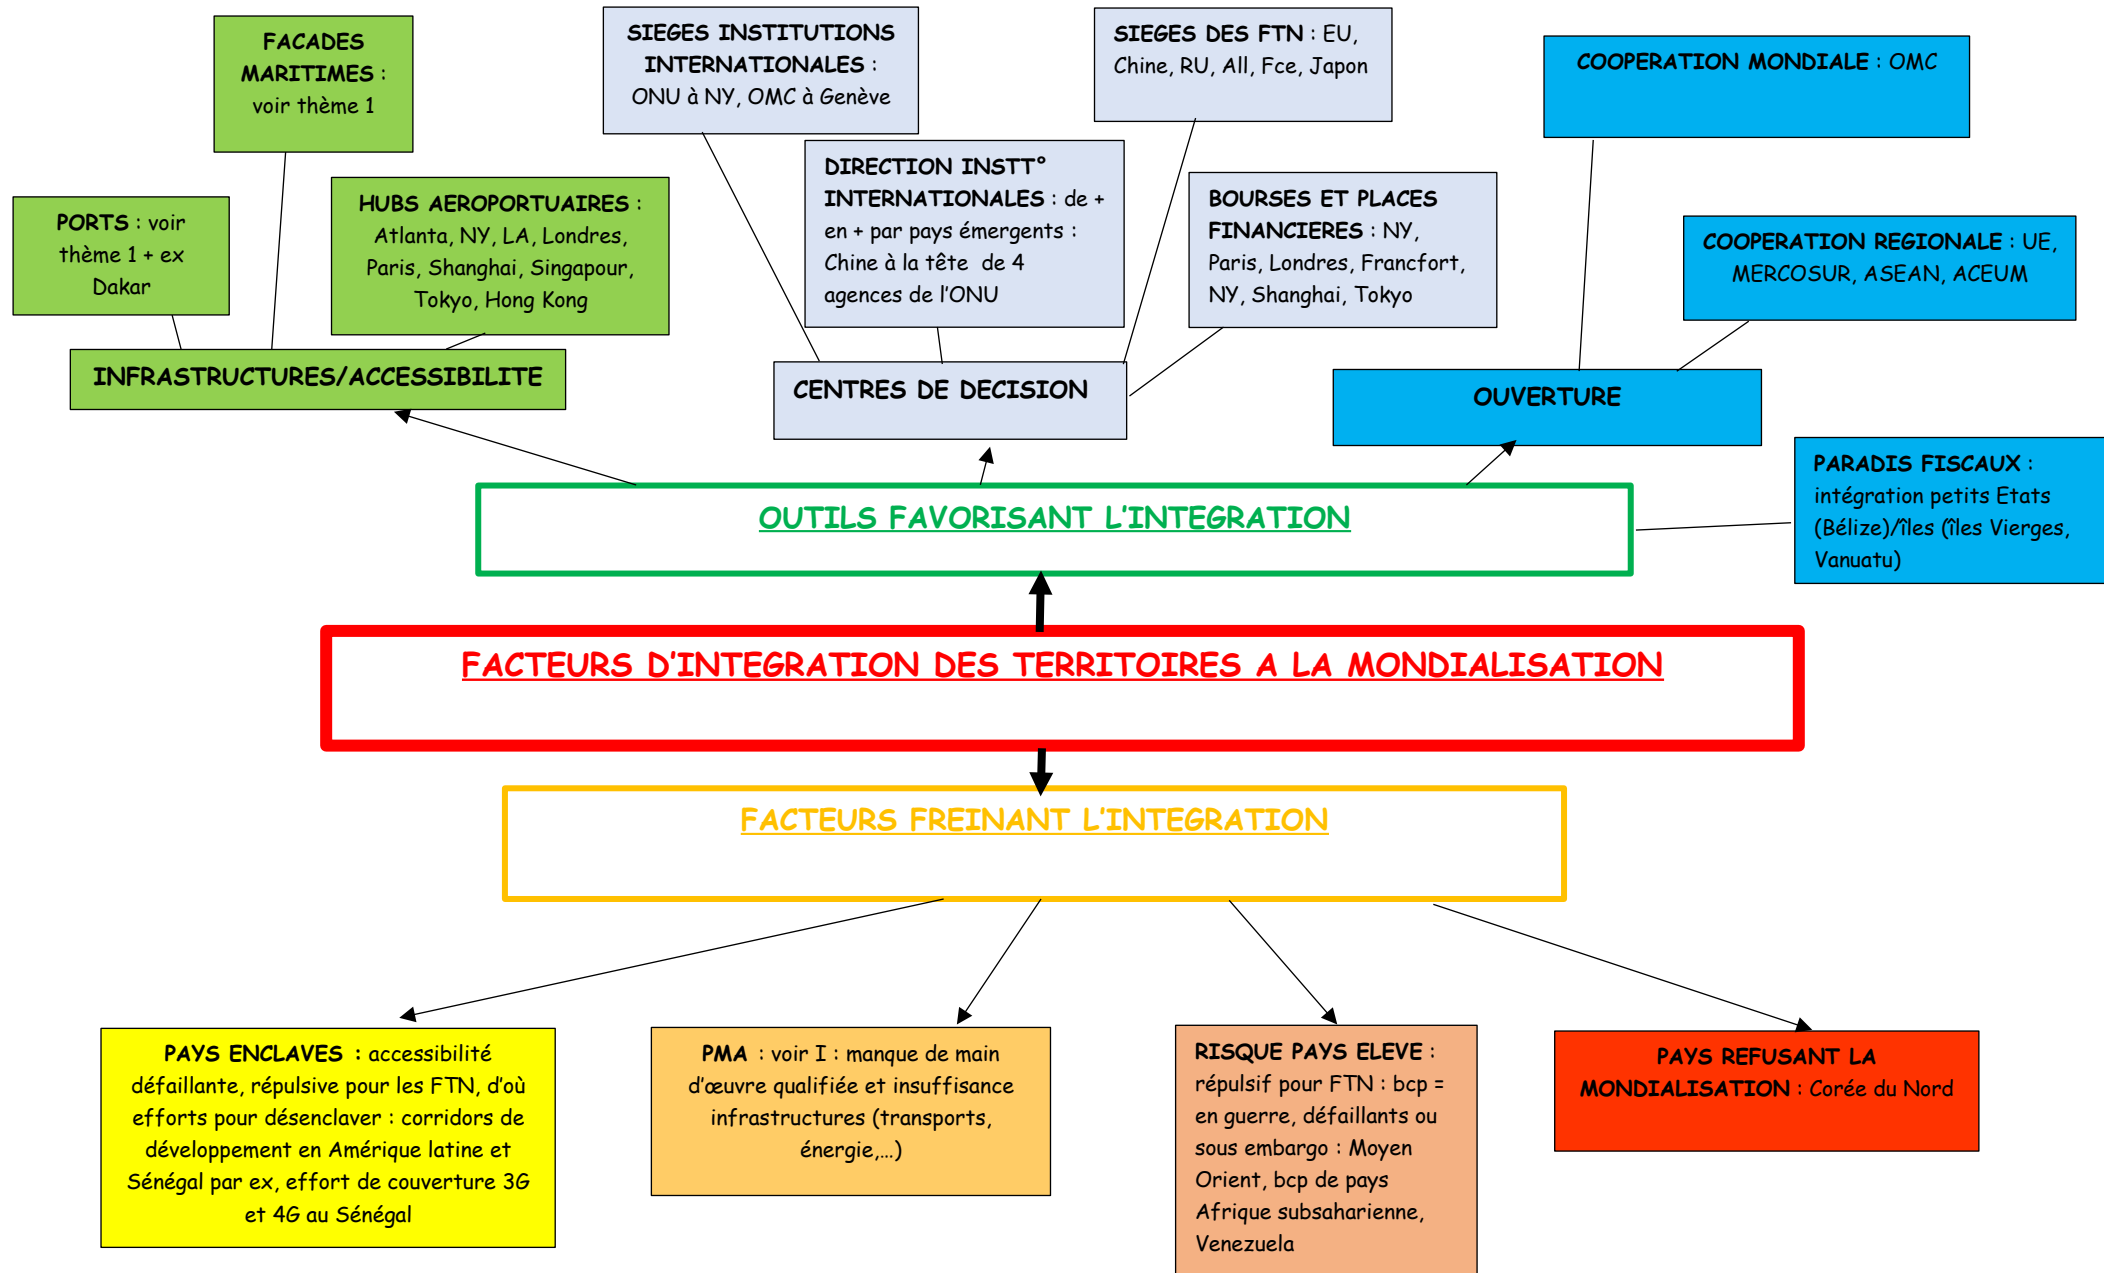 FACADES
MARITIMES :
voir thème 1
SIEGES INSTITUTIONS
INTERNATIONALES :
ONU à NY, OMC à Genève
SIEGES DES FTN : EU,
Chine, RU, All, Fce, Japon
COOPERATION MONDIALE : OMC
PORTS : voir
thème 1 + ex
Dakar
HUBS AEROPORTUAIRES :
Atlanta, NY, LA, Londres,
Paris, Shanghai, Singapour,
Tokyo, Hong Kong
DIRECTION INSTT°
INTERNATIONALES : de +
en + par pays émergents :
Chine à la tête de 4
agences de l'ONU
BOURSES ET PLACES
FINANCIERES : NY,
Paris, Londres, Francfort,
NY, Shanghai, Tokyo
COOPERATION REGIONALE : UE,
MERCOSUR, ASEAN, ACEUM
INFRASTRUCTURES/ACCESSIBILITE
CENTRES DE DECISION
OUVERTURE
PARADIS FISCAUX :
intégration petits Etats
(Bélize)/îles (îles Vierges,
Vanuatu)
OUTILS FAVORISANT L'INTEGRATION
FACTEURS D'INTEGRATION DES TERRITOIRES A LA MONDIALISATION
FACTEURS FREINANT L'INTEGRATION
PAYS ENCLAVES : accessibilité
défaillante, répulsive pour les FTN, d'où
efforts pour désenclaver : corridors de
développement en Amérique latine et
Sénégal par ex, effort de couverture 3G
et 4G au Sénégal
PMA : voir I : manque de main
d'œuvre qualifiée et insuffisance
infrastructures (transports,
énergie,…)
RISQUE PAYS ELEVE :
répulsif pour FTN : bcp =
en guerre, défaillants ou
sous embargo : Moyen
Orient, bcp de pays
Afrique subsaharienne,
Venezuela
PAYS REFUSANT LA
MONDIALISATION : Corée du Nord